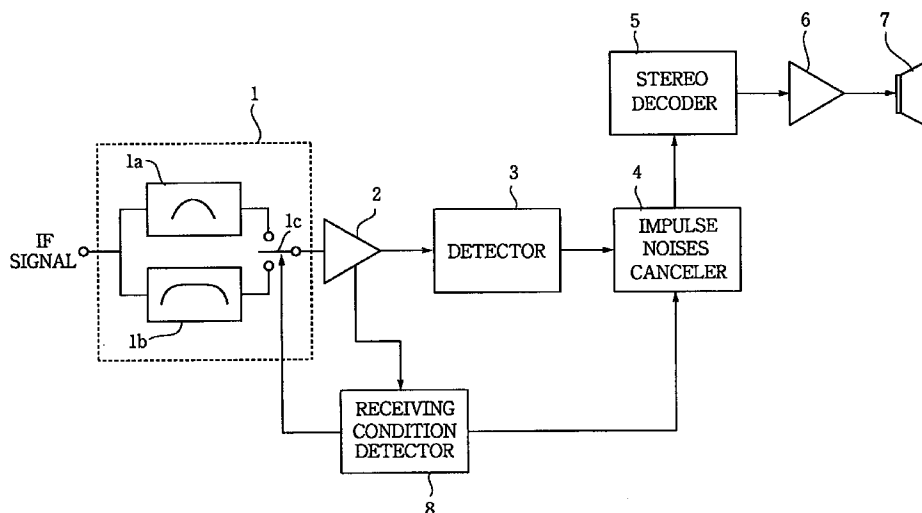 5
6
7
STEREO
DECODER
1
1a
1c
2
3
4
IF
SIGNAL
DETECTOR
IMPULSE
NOISES
CANCELER
1b
RECEIVING
CONDITION
DETECTOR
8